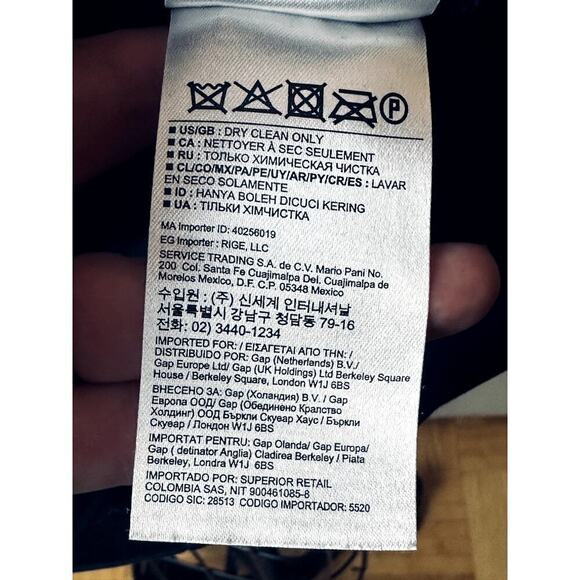 P
■ US/GB : DRY CLEAN ONLY
■ CA : NETTOYER À SEC SEULEMENT
■ RU : ТОЛЬКО ХИМИЧЕСКАЯ ЧИСТКА
■ CL/CO/MX/PA/PE/UY/AR/PY/CR/ES : LAVAR
EN SECO SOLAMENTE
■ ID : HANYA BOLEH DICUCI KERING
■ UA : ТІЛЬКИ ХІМЧИСТКА
MA Importer ID: 40256019
EG Importer : RIGE, LLC
SERVICE TRADING S.A. de C.V. Mario Pani No.
200 Col. Santa Fe Cuajimalpa Del. Cuajimalpa de
Morelos Mexico, D.F. C.P. 05348 Mexico
수입원 : (주) 신세계 인터내셔날
서울특별시 강남구 청담동 79-16
전화: 02) 3440-1234
IMPORTED FOR: / ΕΙΣΑΓΕΤΑΙ ΑΠΟ ΤΗΝ: /
DISTRIBUIDO POR: Gap (Netherlands) B.V. /
Gap Europe Ltd/ Gap (UK Holdings) Ltd Berkeley Square
House / Berkeley Square, London W1J 6BS
ВНЕСЕНО ЗА: Gap (Холандия) B.V. / Gap
Европа ООД/ Gap (Обединено Кралство
Холдинг) ООД Бъркли Скуеар Хаус / Бъркли
Скуеар / Лондон W1J 6BS
IMPORTAT PENTRU: Gap Olanda/ Gap Europa/
Gap ( detinator Anglia) Cladirea Berkeley / Piata
Berkeley, Londra W1J 6BS
IMPORTADO POR: SUPERIOR RETAIL
COLOMBIA SAS, NIT 900461085-8
CODIGO SIC: 28513 CODIGO IMPORTADOR: 5520